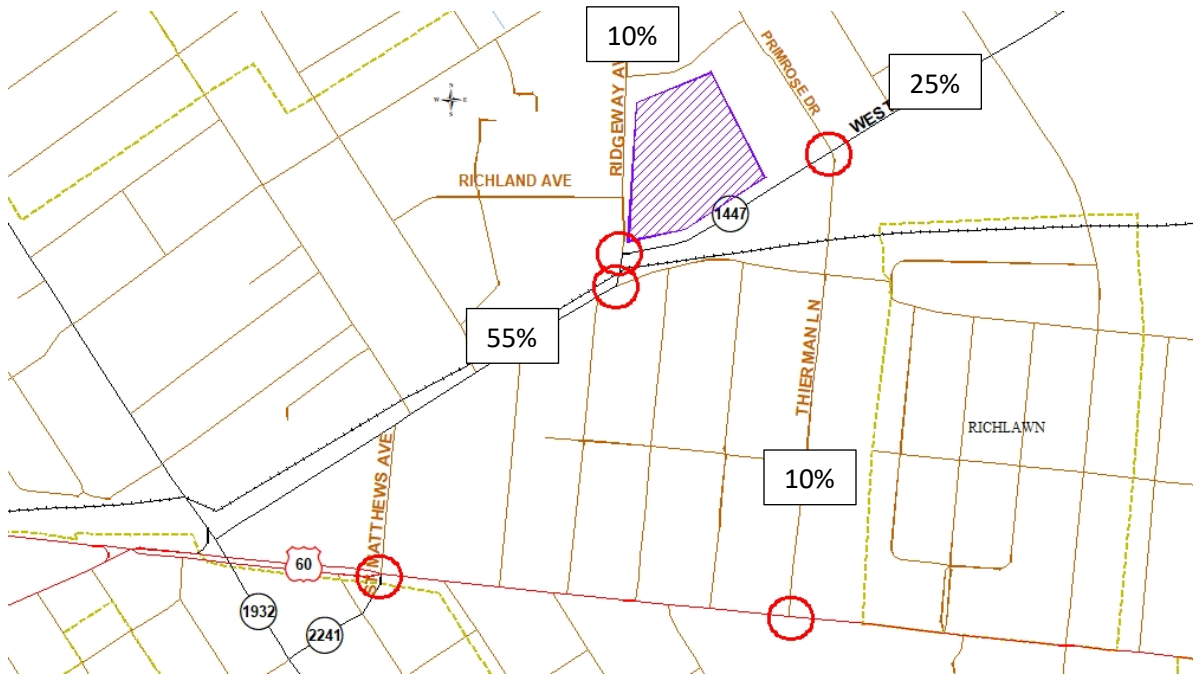 10%
PRIMROSE DR
25%
N
W E
S
RIDGEWAY AV
WEST
RICHLAND AVE
1447
55%
THIERMAN LN
RICHLAWN
ST MATTHEWS AVE
10%
60
1932
2241